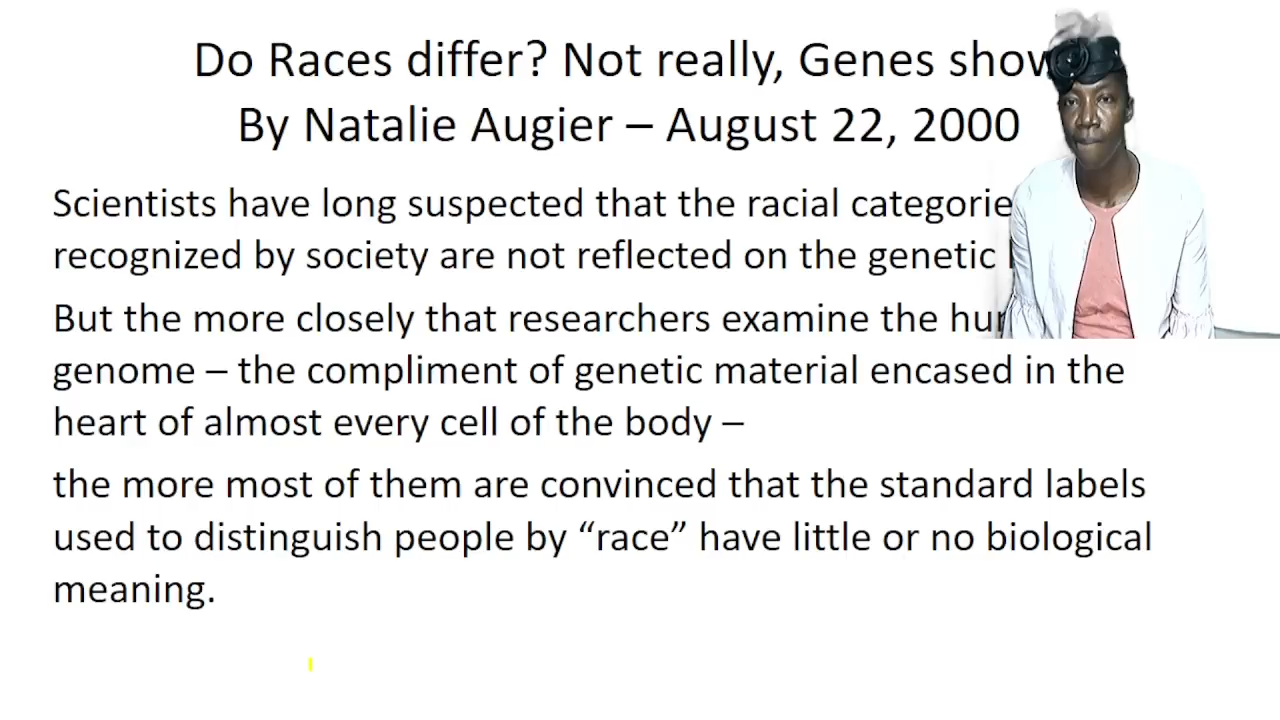 Do Races differ? Not really, Genes show
By Natalie Augier – August 22, 2000
Scientists have long suspected that the racial categorie
recognized by society are not reflected on the genetic
But the more closely that researchers examine the hu
genome – the compliment of genetic material encased in the
heart of almost every cell of the body –
the more most of them are convinced that the standard labels
used to distinguish people by “race” have little or no biological
meaning.